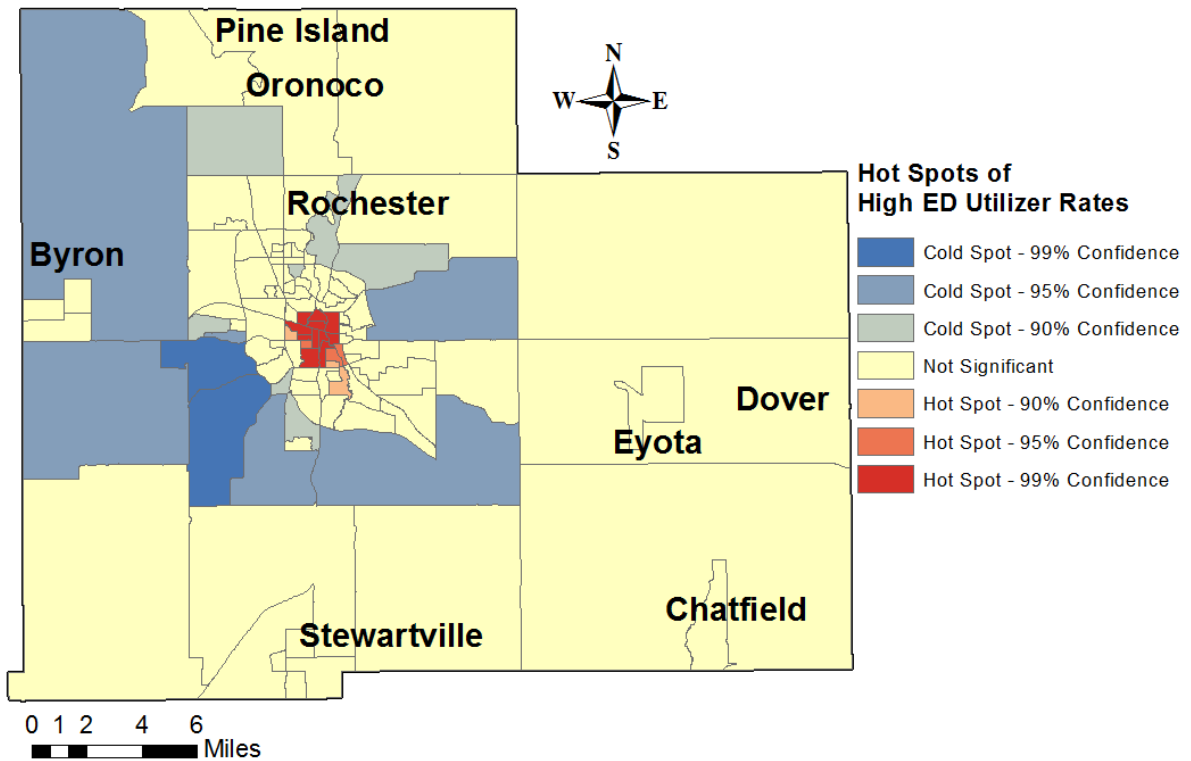 Pine Island
Oronoco
N
W E
S
Hot Spots of
High ED Utilizer Rates
Rochester
Byron
Cold Spot - 99% Confidence
Cold Spot - 95% Confidence
Cold Spot - 90% Confidence
Not Significant
Hot Spot - 90% Confidence
Hot Spot - 95% Confidence
Hot Spot - 99% Confidence
Dover
Eyota
Chatfield
Stewartville
0 1 2 4 6
Miles